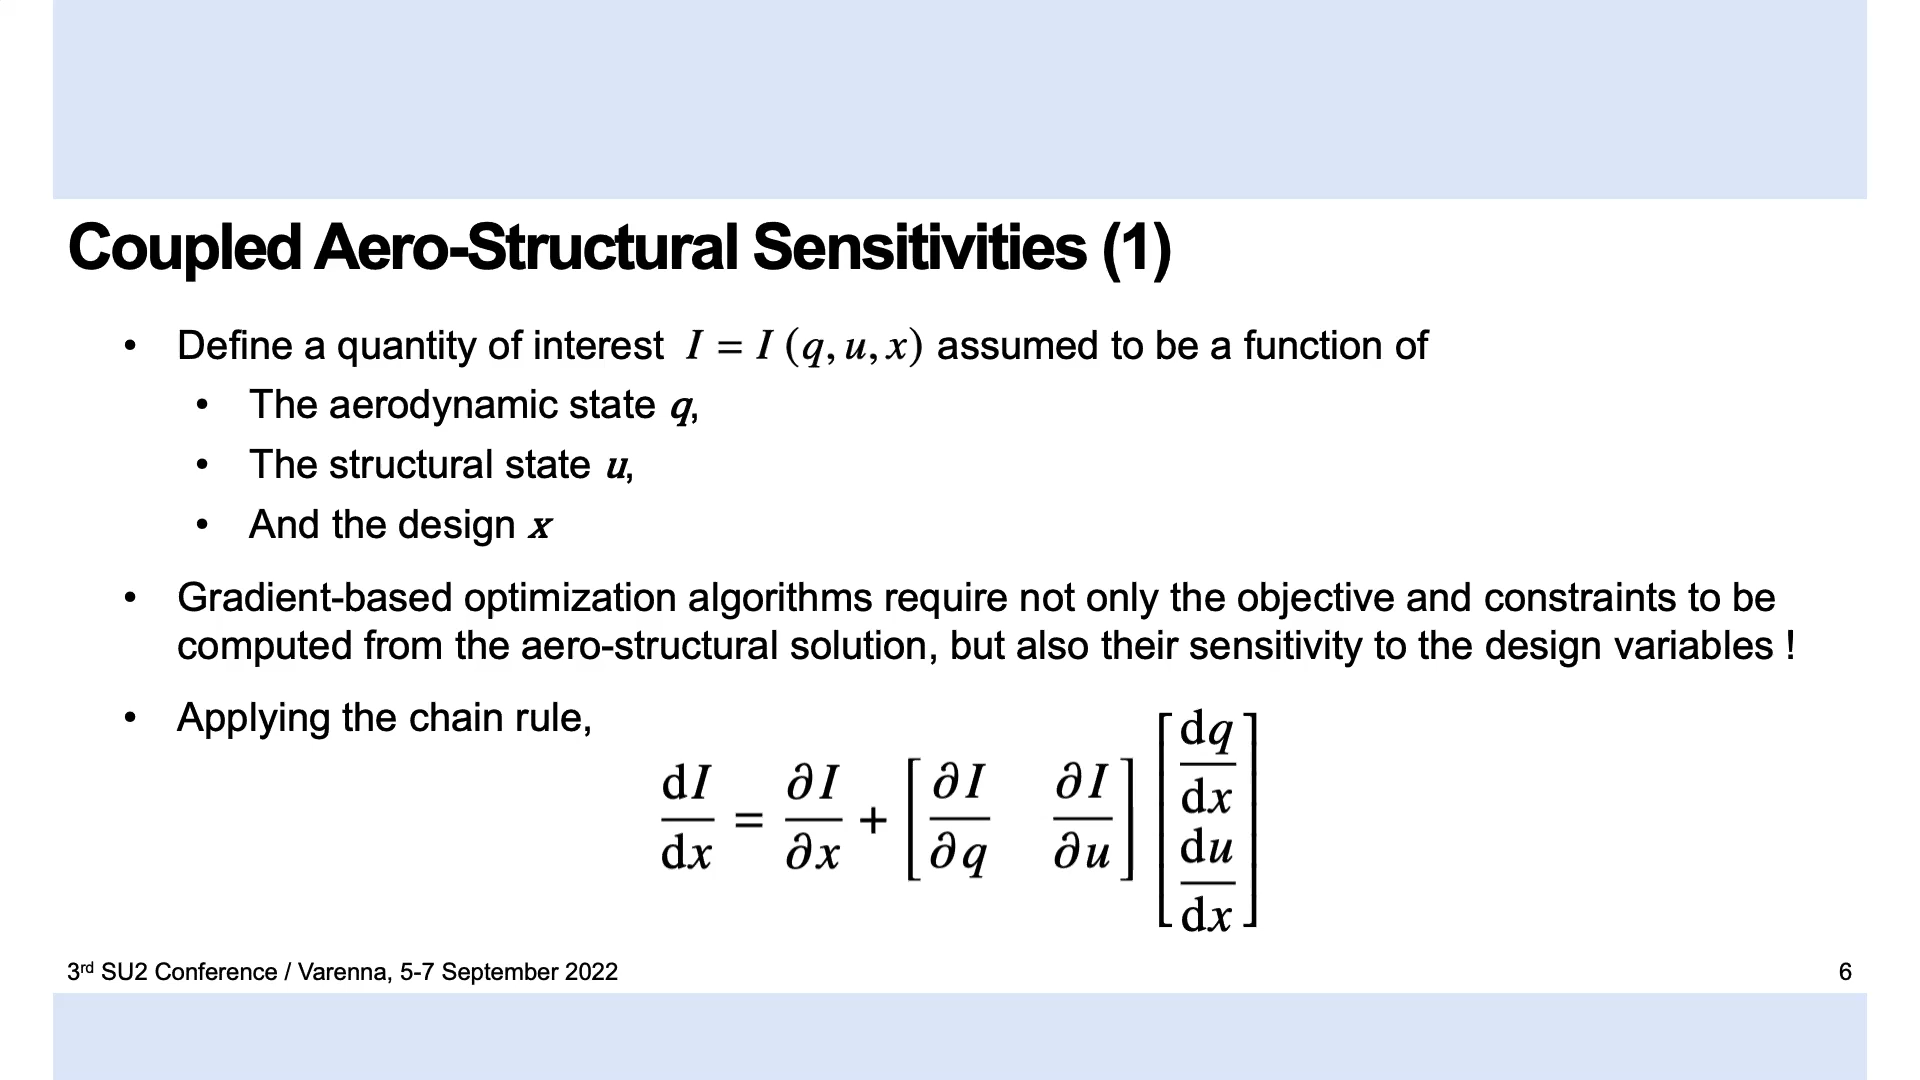 Coupled Aero-Structural Sensitivities (1)
• Define a quantity of interest I = I (q, u, x) assumed to be a function of
• The aerodynamic state q,
• The structural state u,
• And the design x
• Gradient-based optimization algorithms require not only the objective and constraints to be
computed from the aero-structural solution, but also their sensitivity to the design variables !
• Applying the chain rule,
dI/dx = ∂I/∂x + [∂I/∂q ∂I/∂u] [dq/dx du/dx]
3rd SU2 Conference / Varenna, 5-7 September 2022
6